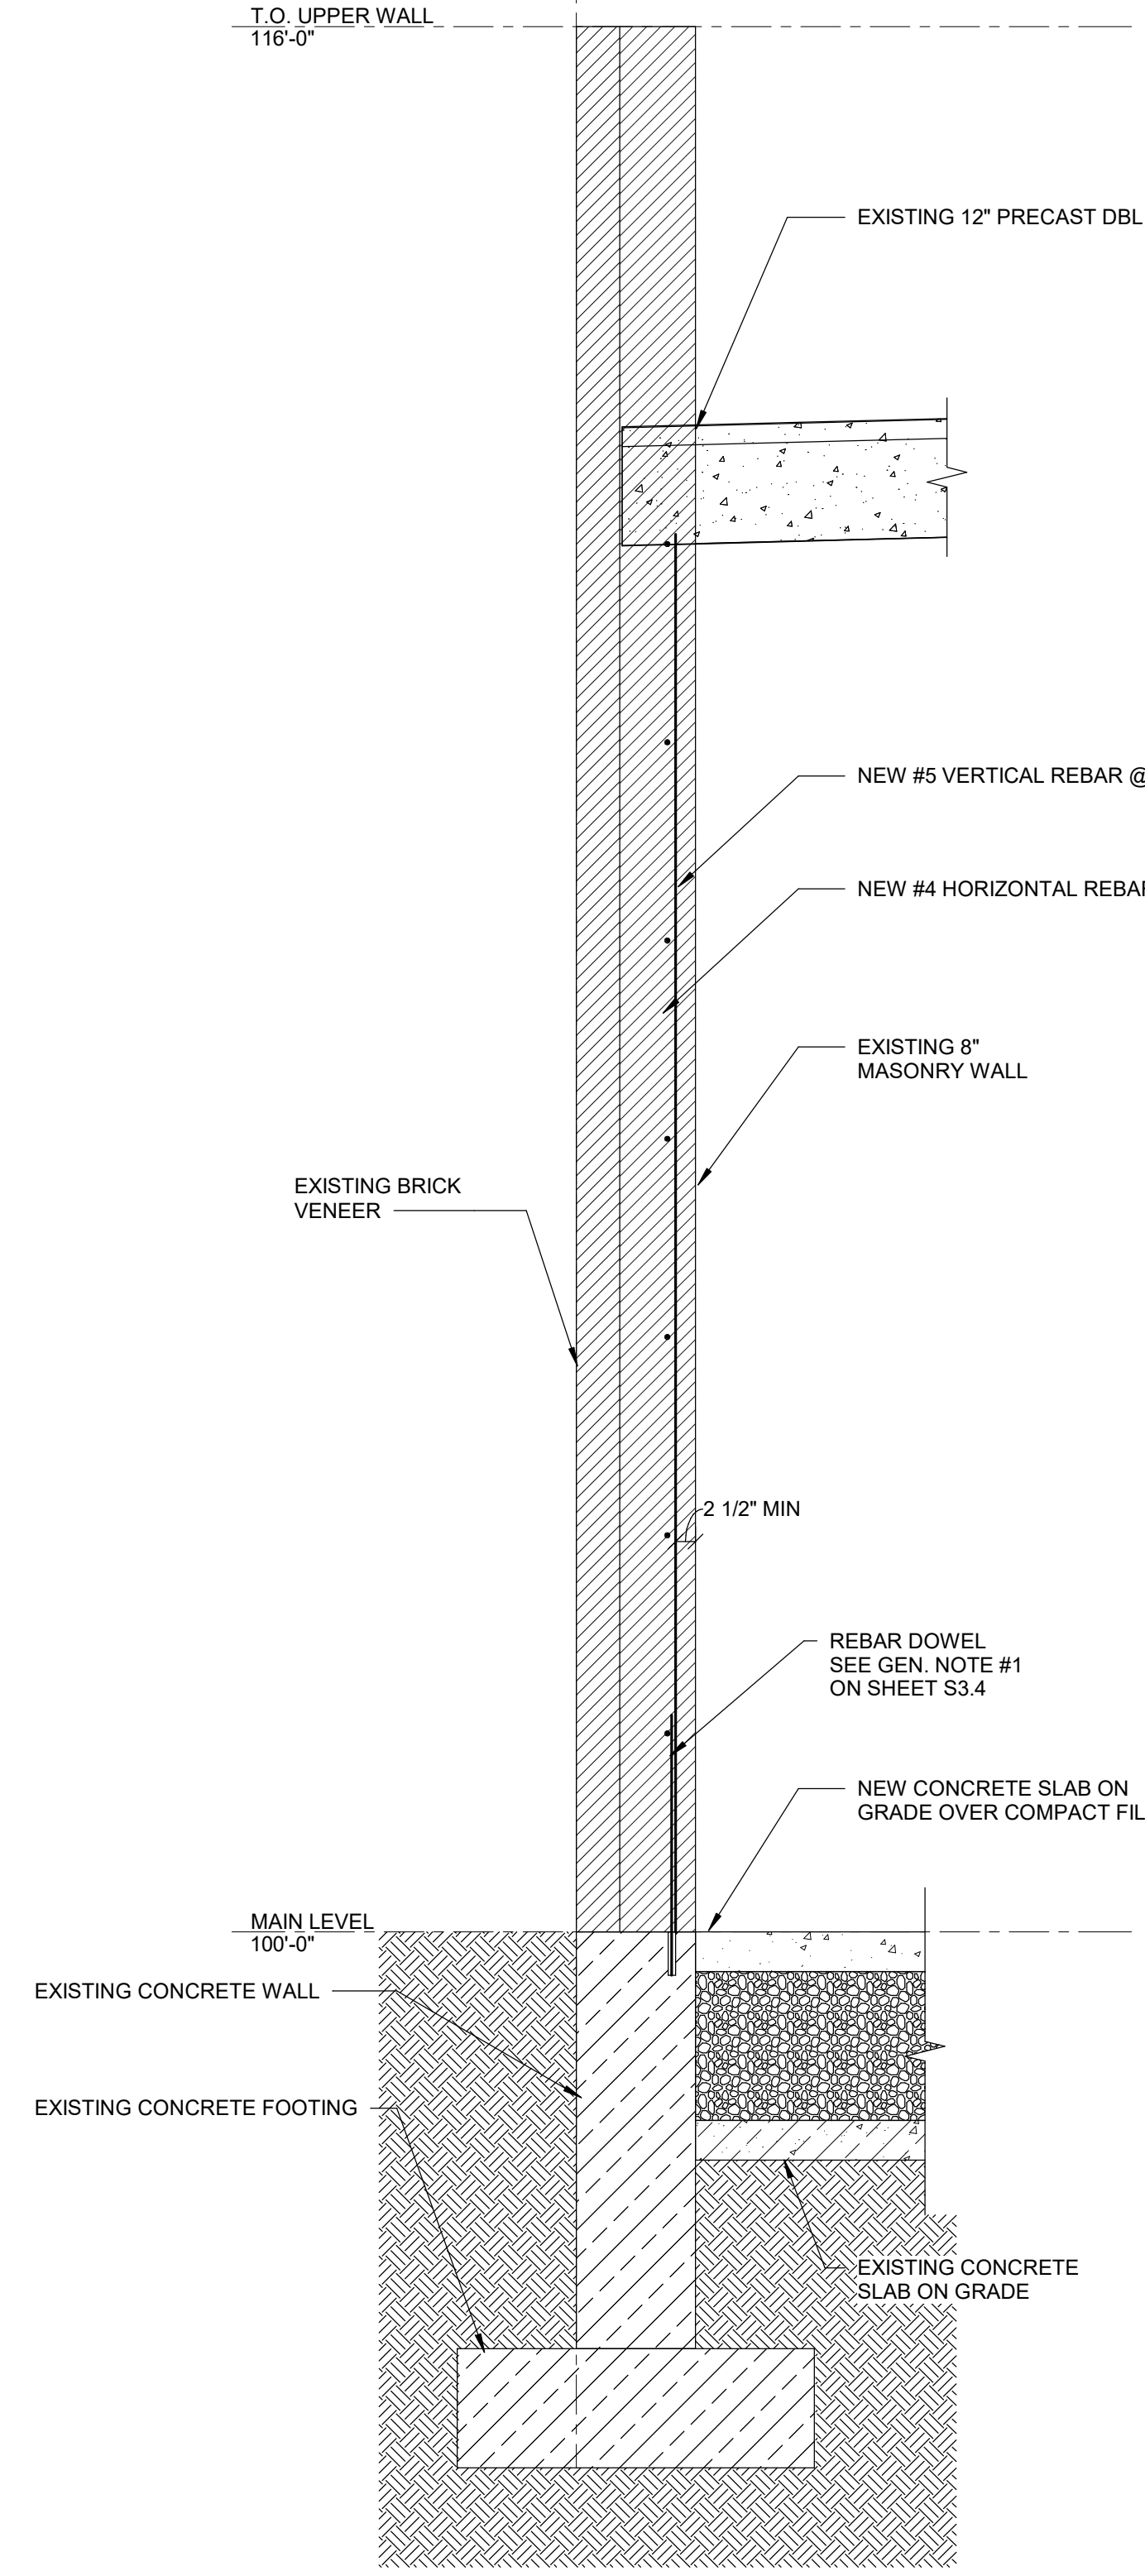 T.O. UPPER WALL
116'-0"
EXISTING 12" PRECAST DBL
NEW #5 VERTICAL REBAR @
NEW #4 HORIZONTAL REBAR
EXISTING 8"
MASONRY WALL
EXISTING BRICK
VENEER
2 1/2" MIN
REBAR DOWEL
SEE GEN. NOTE #1
ON SHEET S3.4
NEW CONCRETE SLAB ON
GRADE OVER COMPACT FIL
MAIN LEVEL
100'-0"
EXISTING CONCRETE WALL
EXISTING CONCRETE FOOTING
EXISTING CONCRETE
SLAB ON GRADE